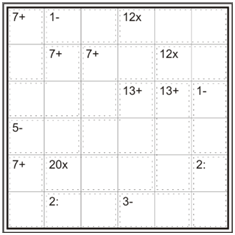 7+ 1- 12x
7+ 7+ 12x
13+ 13+ 1-
5-
7+ 20x 2:
2: 3-